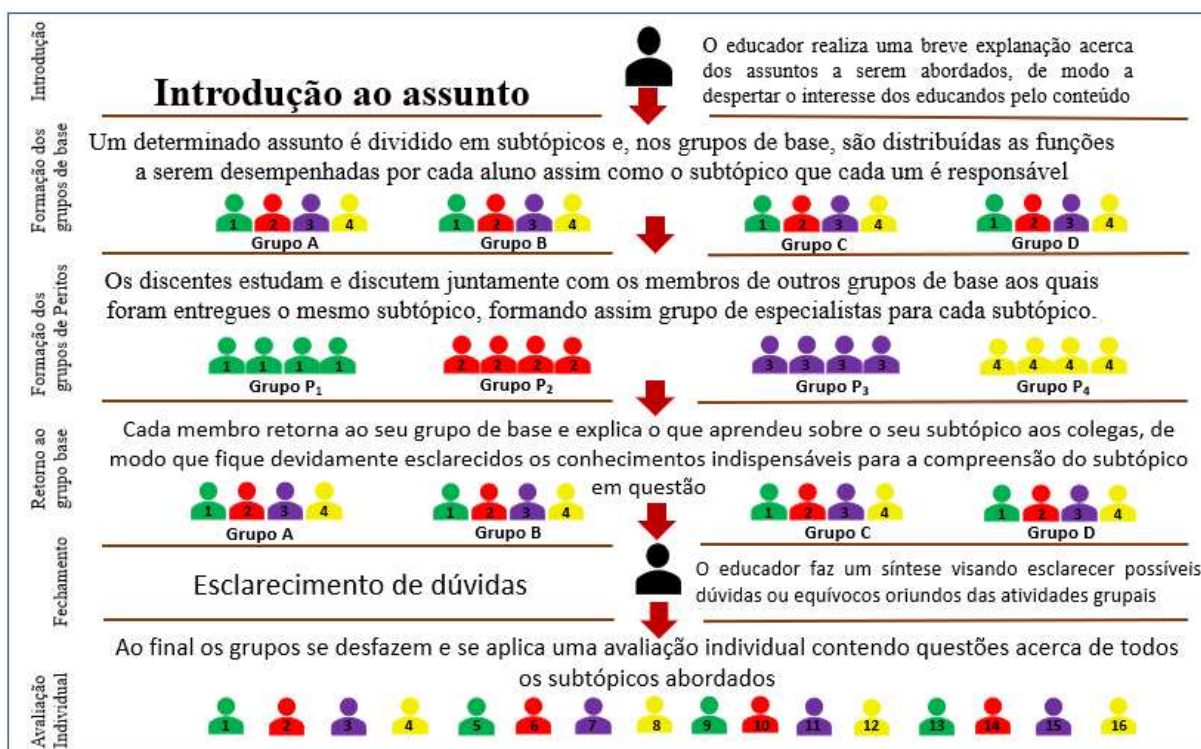 Introdução
Introdução ao assunto
O educador realiza uma breve explanação acerca
dos assuntos a serem abordados, de modo a
despertar o interesse dos educandos pelo conteúdo
Formação dos
grupos de base
Um determinado assunto é dividido em subtópicos e, nos grupos de base, são distribuídas as funções
a serem desempenhadas por cada aluno assim como o subtópico que cada um é responsável
1 2 3 4 1 2 3 4 1 2 3 4 1 2 3 4
Grupo A Grupo B Grupo C Grupo D
Formação dos
grupos de Peritos
Os discentes estudam e discutem juntamente com os membros de outros grupos de base aos quais
foram entregues o mesmo subtópico, formando assim grupo de especialistas para cada subtópico.
1 1 1 1 2 2 2 2 3 3 3 3 4 4 4 4
Grupo P1 Grupo P2 Grupo P3 Grupo P4
Retorno ao
grupo base
Cada membro retorna ao seu grupo de base e explica o que aprendeu sobre o seu subtópico aos colegas, de
modo que fique devidamente esclarecidos os conhecimentos indispensáveis para a compreensão do subtópico
em questão
1 2 3 4 1 2 3 4 1 2 3 4 1 2 3 4
Grupo A Grupo B Grupo C Grupo D
Fechamento
Esclarecimento de dúvidas
O educador faz um síntese visando esclarecer possíveis
dúvidas ou equívocos oriundos das atividades grupais
Avaliação
Individual
Ao final os grupos se desfazem e se aplica uma avaliação individual contendo questões acerca de todos
os subtópicos abordados
1 2 3 4 5 6 7 8 9 10 11 12 13 14 15 16